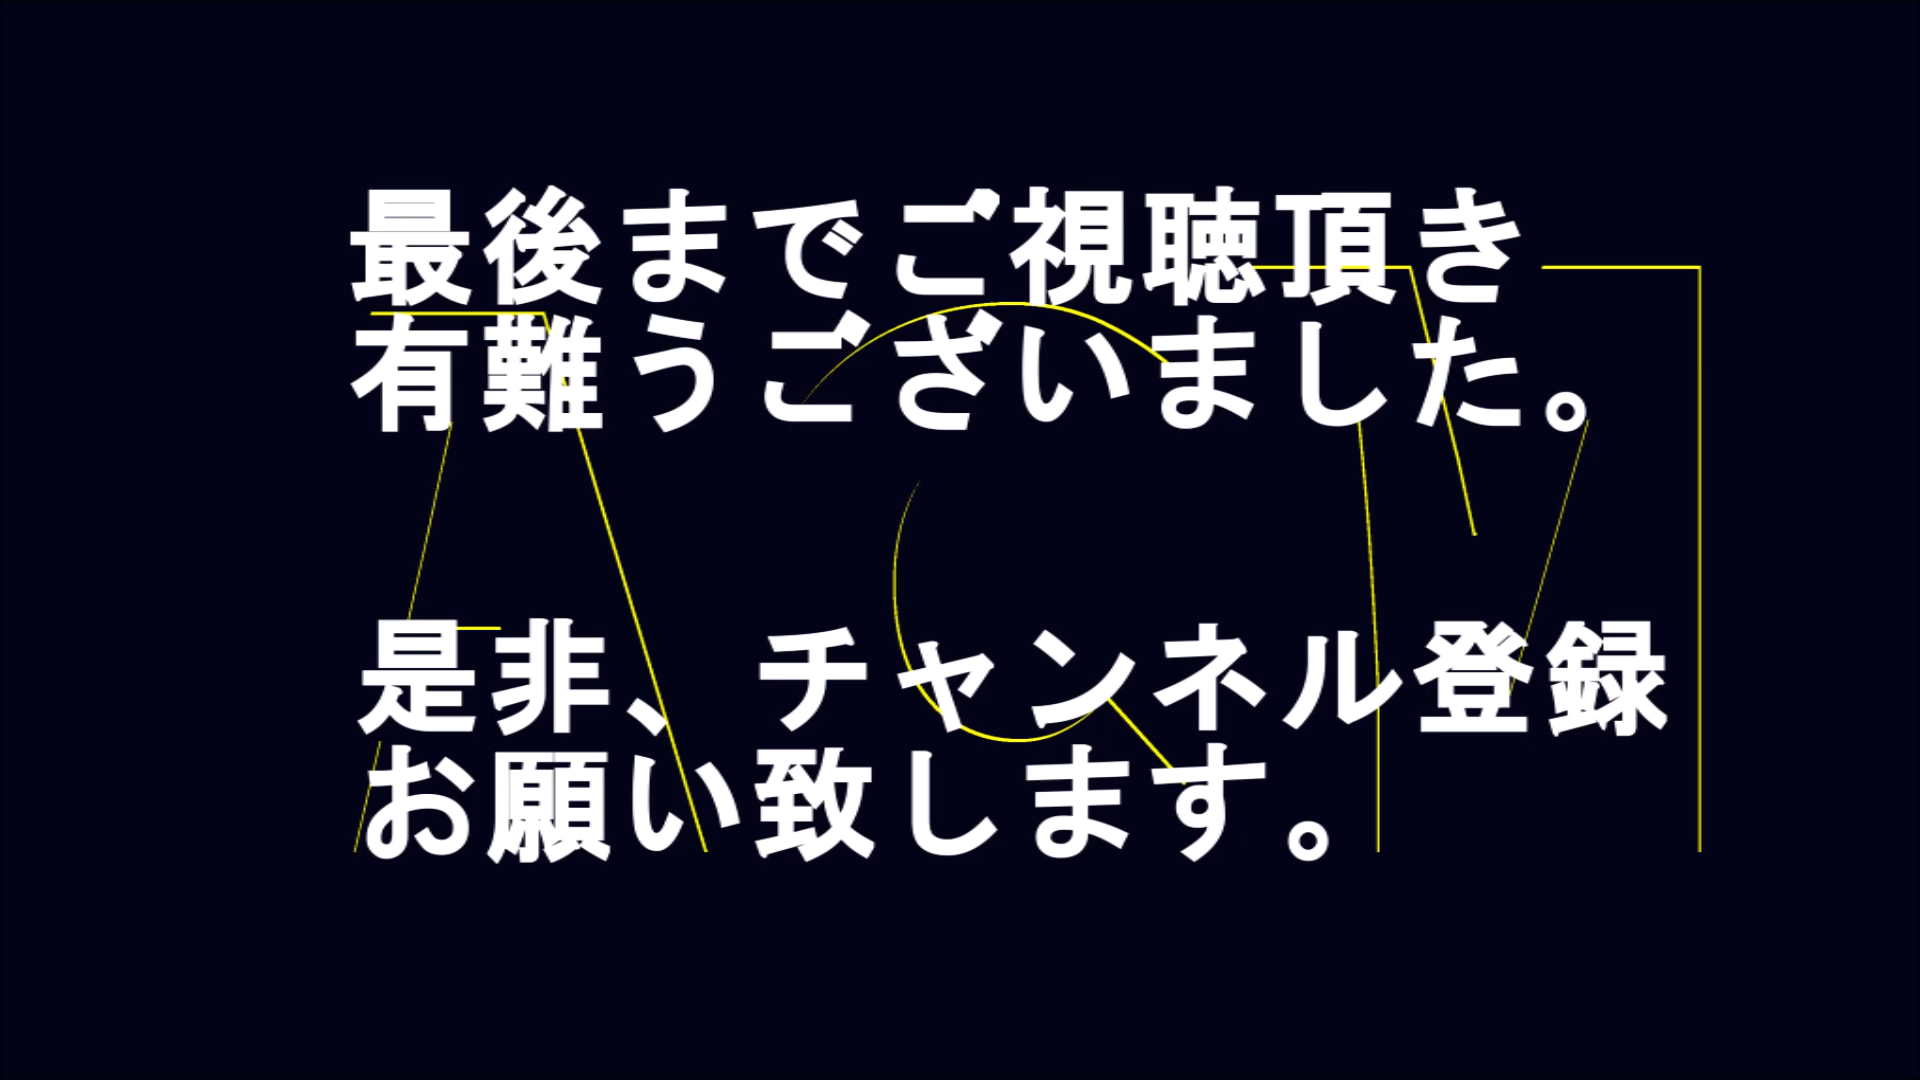 最後までご視聴頂き
有難うございました。
是非、チャンネル登録
お願い致します。